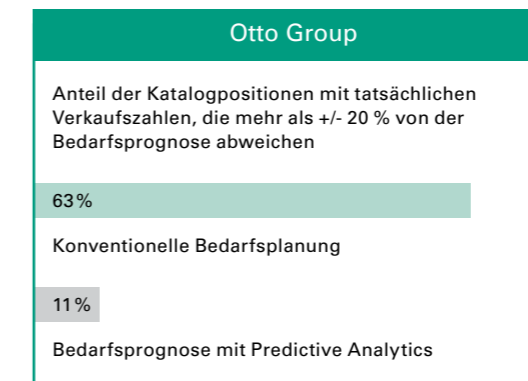 Otto Group
Anteil der Katalogpositionen mit tatsächlichen
Verkaufszahlen, die mehr als +/- 20 % von der
Bedarfsprognose abweichen
63 %
Konventionelle Bedarfsplanung
11 %
Bedarfsprognose mit Predictive Analytics